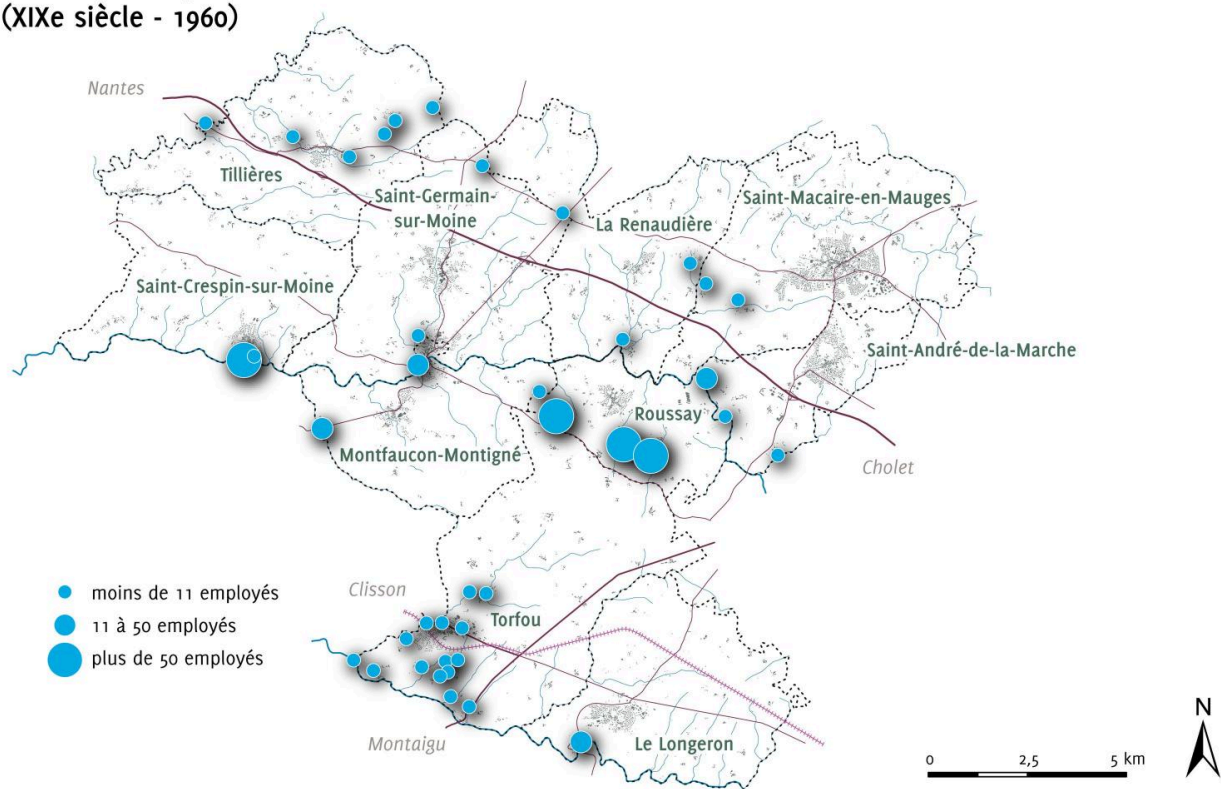 (XIXe siècle - 1960)
Nantes
Tillières
Saint-Germain-
sur-Moine
Saint-Macaire-en-Mauges
La Renaudière
Saint-Crespin-sur-Moine
Saint-André-de-la-Marche
Roussay
Montfaucon-Montigné
Cholet
Clisson
moins de 11 employés
11 à 50 employés
plus de 50 employés
Torfou
Montaigu
Le Longeron
N
0 2,5 5 km